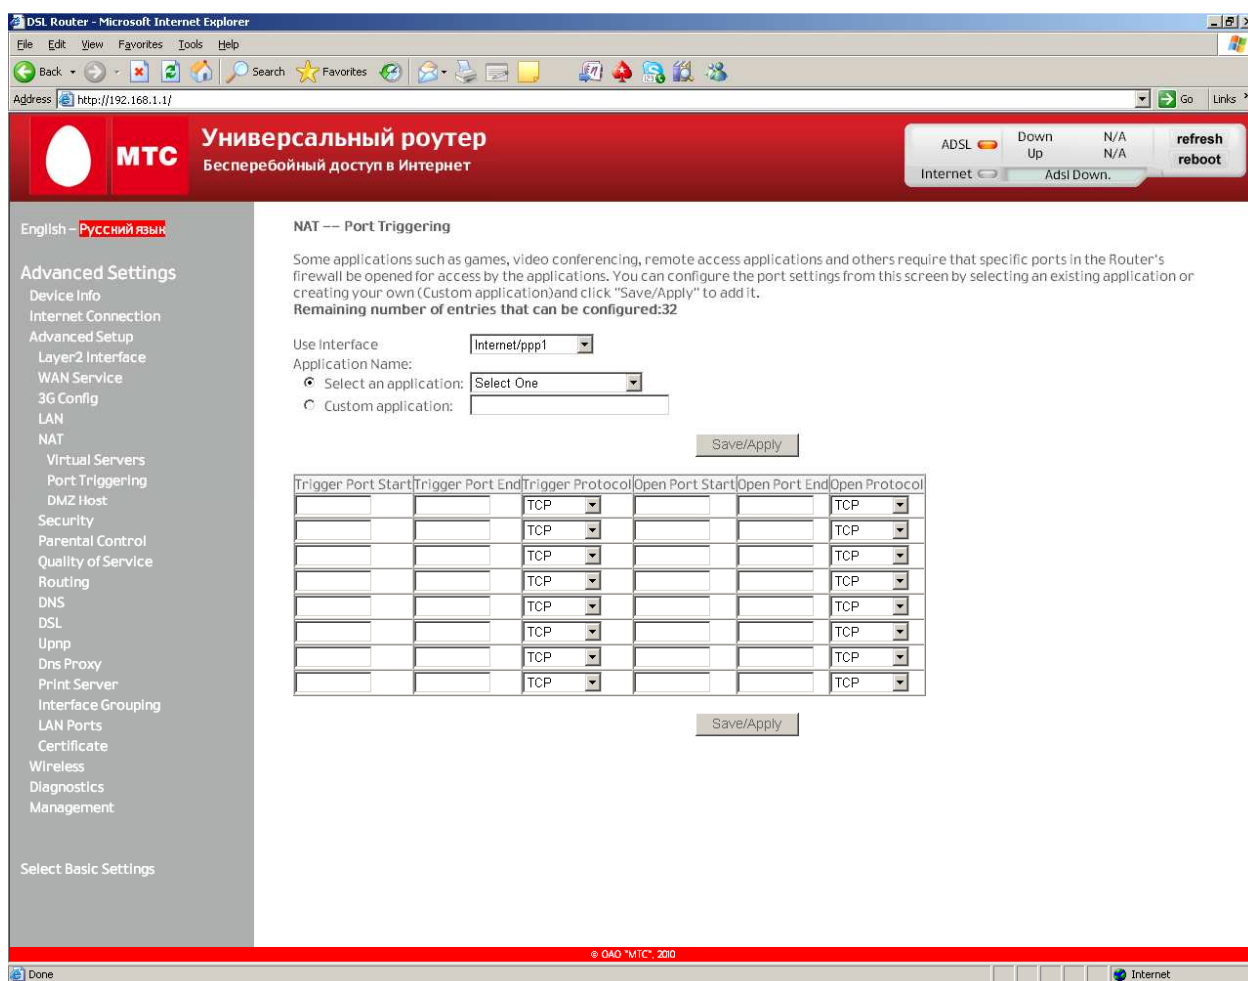 DSL Router - Microsoft Internet Explorer
File Edit View Favorites Tools Help
Back Search Favorites
Address http://192.168.1.1/ Go Links
МТС
Универсальный роутер
Бесперебойный доступ в Интернет
ADSL Down N/A refresh
Up N/A reboot
Internet Adsl Down.
English – Русский язык
Advanced Settings
Device Info
Internet Connection
Advanced Setup
Layer2 Interface
WAN Service
3G Config
LAN
NAT
Virtual Servers
Port Triggering
DMZ Host
Security
Parental Control
Quality of Service
Routing
DNS
DSL
Upnp
Dns Proxy
Print Server
Interface Grouping
LAN Ports
Certificate
Wireless
Diagnostics
Management
Select Basic Settings
NAT -- Port Triggering
Some applications such as games, video conferencing, remote access applications and others require that specific ports in the Router's
firewall be opened for access by the applications. You can configure the port settings from this screen by selecting an existing application or
creating your own (Custom application)and click "Save/Apply" to add it.
Remaining number of entries that can be configured:32
Use Interface Internet/ppp1
Application Name:
Select an application: Select One
Custom application:
Save/Apply
Trigger Port Start Trigger Port End Trigger Protocol Open Port Start Open Port End Open Protocol
TCP TCP
TCP TCP
TCP TCP
TCP TCP
TCP TCP
TCP TCP
TCP TCP
TCP TCP
Save/Apply
© ОАО "МТС", 2010
Done Internet